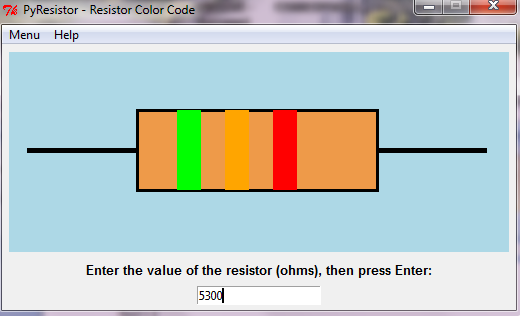 PyResistor - Resistor Color Code
Menu Help
Enter the value of the resistor (ohms), then press Enter:
5300